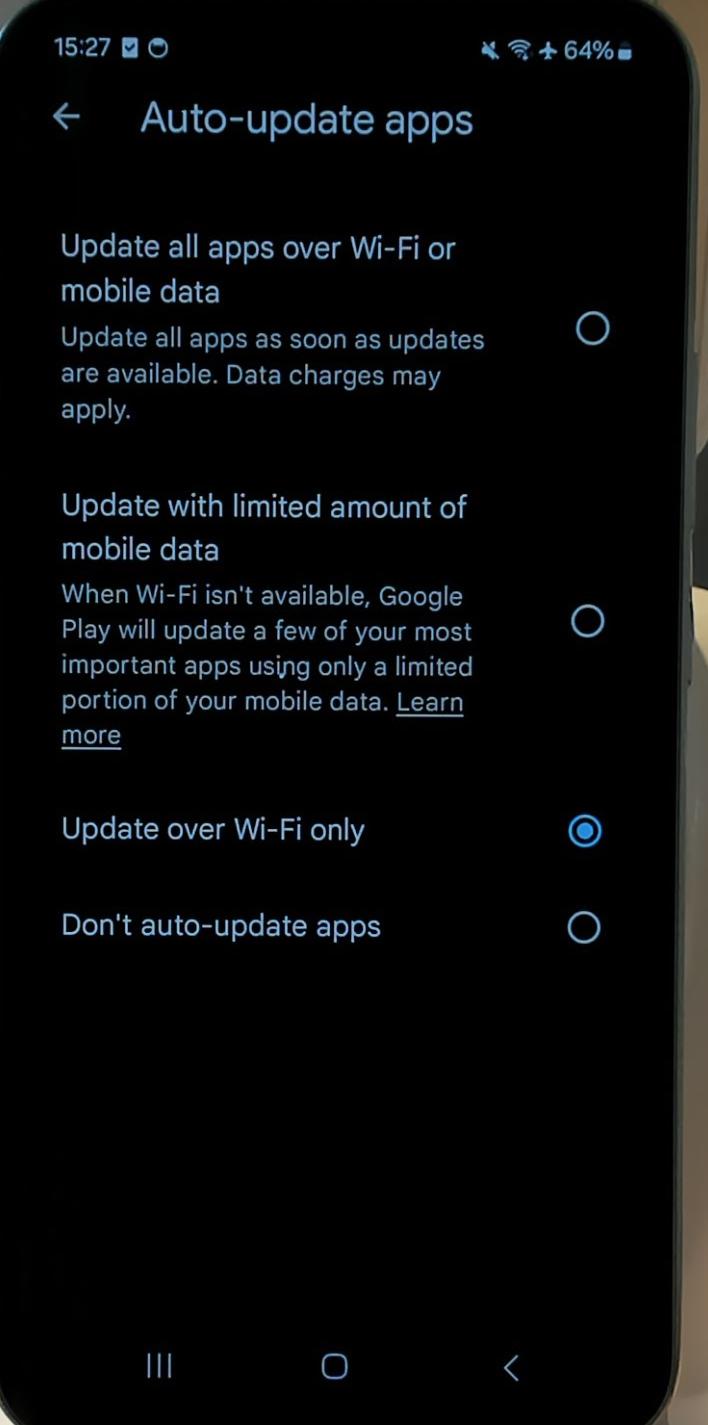 15:27 64%
Auto-update apps
Update all apps over Wi-Fi or
mobile data
Update all apps as soon as updates
are available. Data charges may
apply.
Update with limited amount of
mobile data
When Wi-Fi isn't available, Google
Play will update a few of your most
important apps using only a limited
portion of your mobile data. Learn
more
Update over Wi-Fi only
Don't auto-update apps